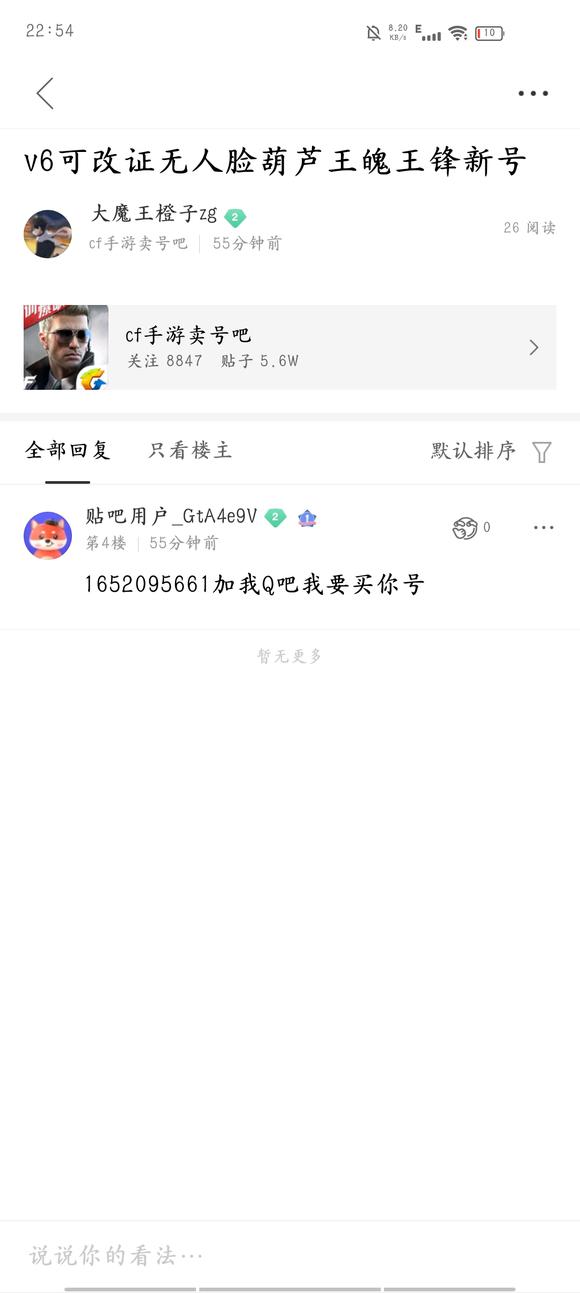 22:54
8.20
KB/s
E
10
v6可改证无人脸葫芦王魄王锋新号
大魔王橙子zg 2
cf手游卖号吧 55分钟前
26 阅读
cf手游卖号吧
关注 8847 贴子 5.6W
全部回复 只看楼主 默认排序
贴吧用户_GtA4e9V 2 1
0
第4楼 55分钟前
1652095661加我Q吧我要买你号
暂无更多
说说你的看法…